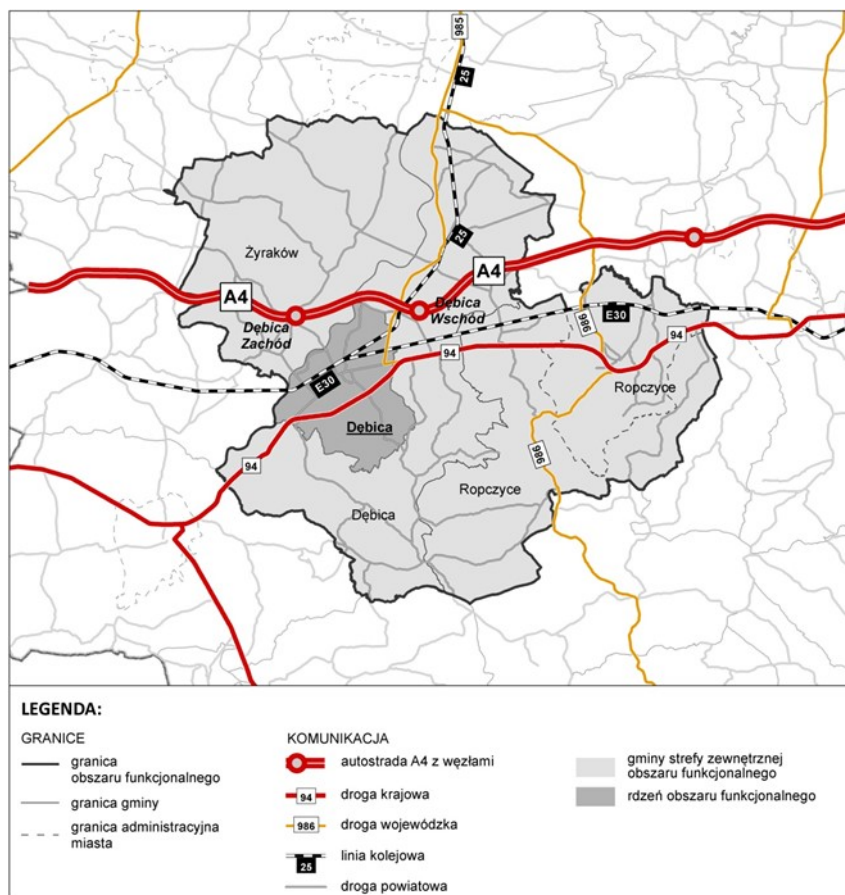 985
25
25
Żyraków
A4
A4
Dębica
Zachód
Dębica
Wschód
986
E30
94
94
E30
Ropczyce
Dębica
94
986
Ropczyce
Dębica
LEGENDA:
GRANICE
granica
obszaru funkcjonalnego
granica gminy
granica administracyjna
miasta
KOMUNIKACJA
autostrada A4 z węzłami
94
droga krajowa
986
droga wojewódzka
25
linia kolejowa
droga powiatowa
gminy strefy zewnętrznej
obszaru funkcjonalnego
rdzeń obszaru funkcjonalnego